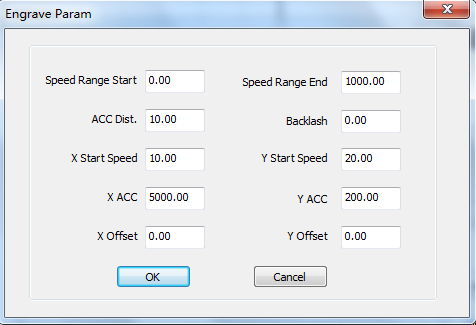 Engrave Param
Speed Range Start 0.00 Speed Range End 1000.00
ACC Dist. 10.00 Backlash 0.00
X Start Speed 10.00 Y Start Speed 20.00
X ACC 5000.00 Y ACC 200.00
X Offset 0.00 Y Offset 0.00
OK Cancel